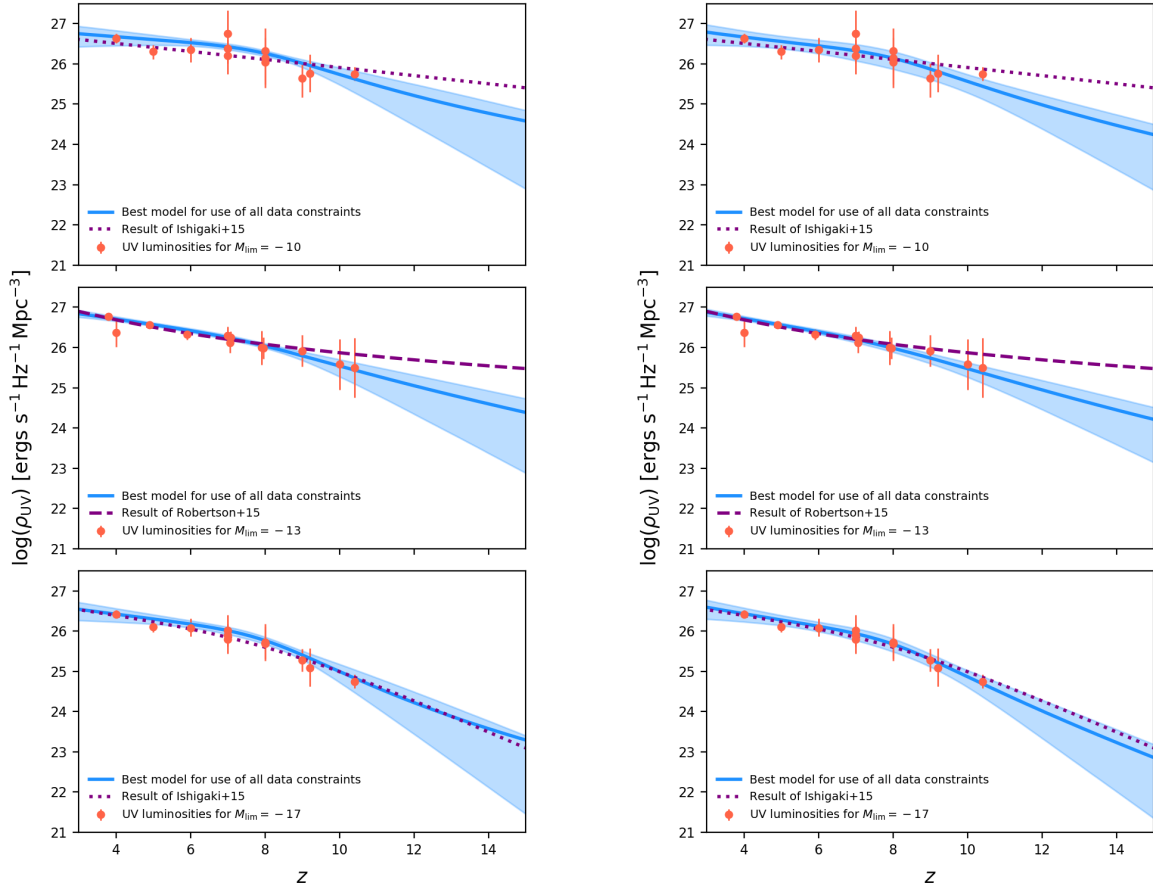 27
26
25
24
23
22
21
Best model for use of all data constraints
Result of Ishigaki+15
UV luminosities for M_lim = −10
27
26
25
24
23
22
21
Best model for use of all data constraints
Result of Robertson+15
UV luminosities for M_lim = −13
27
26
25
24
23
22
21
Best model for use of all data constraints
Result of Ishigaki+15
UV luminosities for M_lim = −17
4 6 8 10 12 14
z
log(ρ_UV) [ergs s⁻¹ Hz⁻¹ Mpc⁻³]
27
26
25
24
23
22
21
Best model for use of all data constraints
Result of Ishigaki+15
UV luminosities for M_lim = −10
27
26
25
24
23
22
21
Best model for use of all data constraints
Result of Robertson+15
UV luminosities for M_lim = −13
27
26
25
24
23
22
21
Best model for use of all data constraints
Result of Ishigaki+15
UV luminosities for M_lim = −17
4 6 8 10 12 14
z
log(ρ_UV) [ergs s⁻¹ Hz⁻¹ Mpc⁻³]